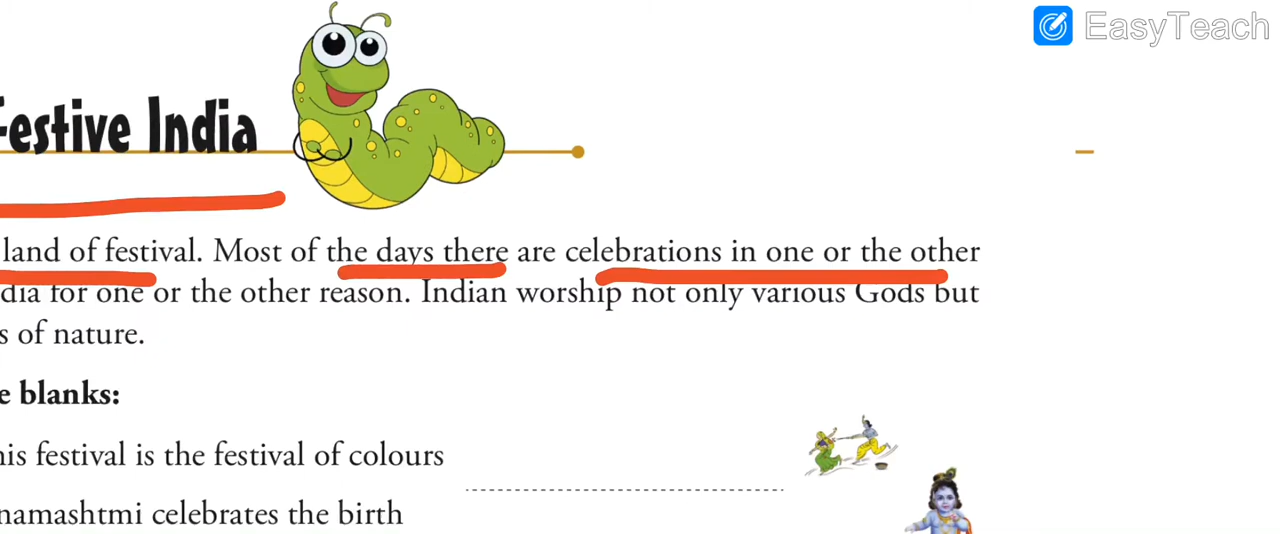 EasyTeach
Festive India
land of festival. Most of the days there are celebrations in one or the other
dia for one or the other reason. Indian worship not only various Gods but
s of nature.
e blanks:
his festival is the festival of colours
namashtmi celebrates the birth